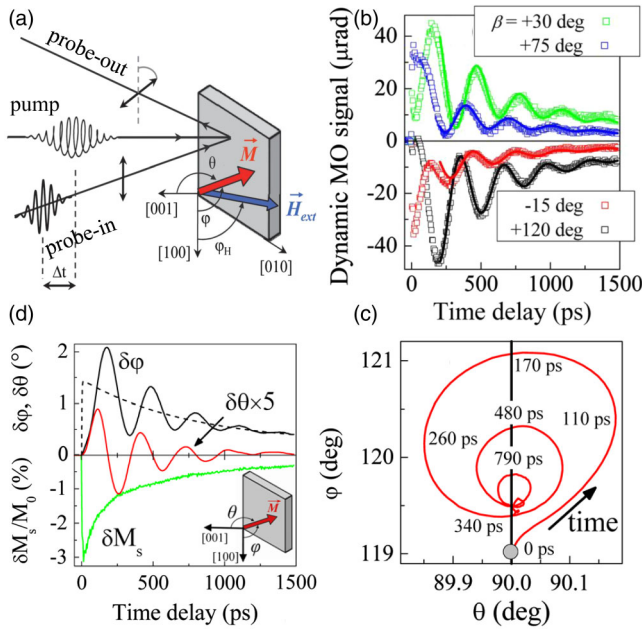 (a)
probe-out
pump
probe-in
Δt
M
θ
H_ext
[001]
φ
φ_H
[100]
[010]
(b)
Dynamic MO signal (μrad)
40
20
0
-20
-40
β = +30 deg
+75 deg
-15 deg
+120 deg
0 500 1000 1500
Time delay (ps)
(d)
δφ, δθ (°)
2
1
0
δM_s/M_0 (%)
-1
-2
-3
δφ
δθ×5
δM_s
M
θ
[001]
[100]
φ
0 500 1000 1500
Time delay (ps)
(c)
φ (deg)
121
120
119
170 ps
480 ps
110 ps
260 ps
790 ps
340 ps
time
0 ps
89.9 90.0 90.1
θ (deg)